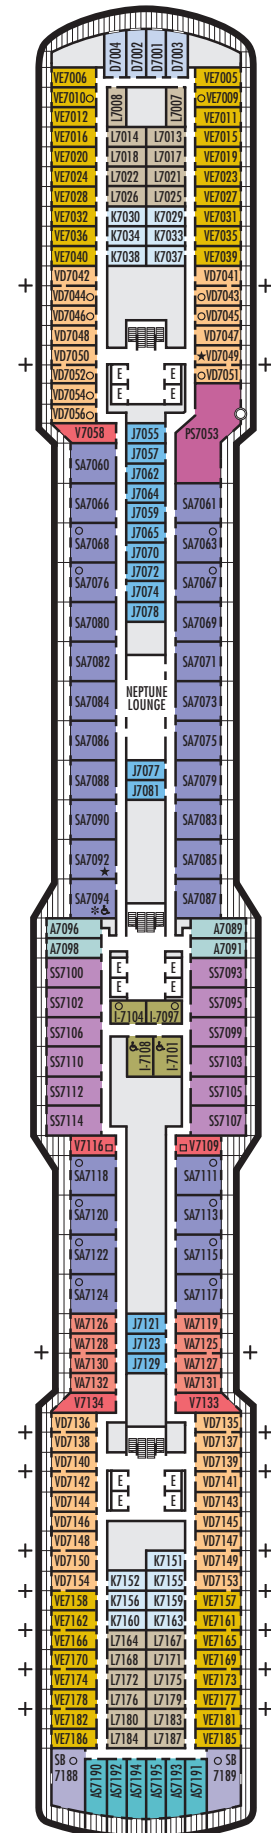 D7004 D7002 D7001 D7003
VE7006 VE7005
VE7010 L7008 L7007 VE7009
VE7012 VE7011
VE7016 L7014 L7013 VE7015
VE7020 L7018 L7017 VE7019
VE7024 L7022 L7021 VE7023
VE7028 L7026 L7025 VE7027
VE7032 K7030 K7029 VE7031
VE7036 K7034 K7033 VE7035
VE7040 K7038 K7037 VE7039
VD7042 VD7041
VD7044 VD7043
VD7046 VD7045
VD7048 VD7047
VD7050 VD7049
VD7052 E E VD7051
VD7054 E E
VD7056
V7058 J7055 PS7053
J7057
SA7060 J7062
J7064
SA7066 J7059 SA7061
J7065
SA7068 J7070 SA7063
J7072
SA7076 J7074 SA7067
J7078
SA7080 SA7069
SA7082 SA7071
NEPTUNE
LOUNGE
SA7084 SA7073
SA7086 SA7075
SA7088 J7077 SA7079
J7081
SA7090 SA7083
SA7092 SA7085
SA7094 SA7087
A7096 A7089
A7098 A7091
SS7100 E E SS7093
E E
SS7102 I-7104 I-7097 SS7095
SS7106 SS7099
SS7110 I-7108 I-7101 SS7103
SS7112 SS7105
SS7114 SS7107
V7116 V7109
SA7118 SA7111
SA7120 SA7113
SA7122 SA7115
SA7124 SA7117
VA7126 J7121 VA7119
VA7128 J7123 VA7125
VA7130 J7129 VA7127
VA7132 VA7131
V7134 V7133
VD7136 VD7135
VD7138 VD7137
VD7140 VD7139
VD7142 E E VD7141
VD7144 E E VD7143
VD7146 VD7145
VD7148 VD7147
VD7150 K7151 VD7149
VD7154 K7152 K7155 VD7153
VE7158 K7156 K7159 VE7157
VE7162 K7160 K7163 VE7161
VE7166 L7164 L7167 VE7165
VE7170 L7168 L7171 VE7169
VE7174 L7172 L7175 VE7173
VE7178 L7176 L7179 VE7177
VE7182 L7180 L7183 VE7181
VE7186 L7184 L7187 VE7185
SB
7188
AS7190 AS7192 AS7194 AS7195 AS7193 AS7191
SB
7189